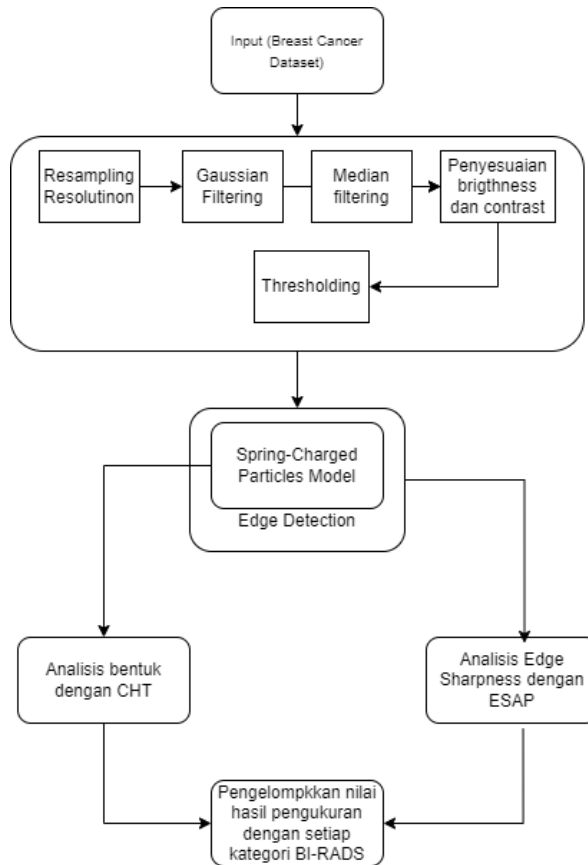 Input (Breast Cancer
Dataset)
Resampling
Resolutinon
Gaussian
Filtering
Median
filtering
Penyesuaian
brigthness
dan contrast
Thresholding
Spring-Charged
Particles Model
Edge Detection
Analisis bentuk
dengan CHT
Analisis Edge
Sharpness dengan
ESAP
Pengelompkkan nilai
hasil pengukuran
dengan setiap
kategori BI-RADS